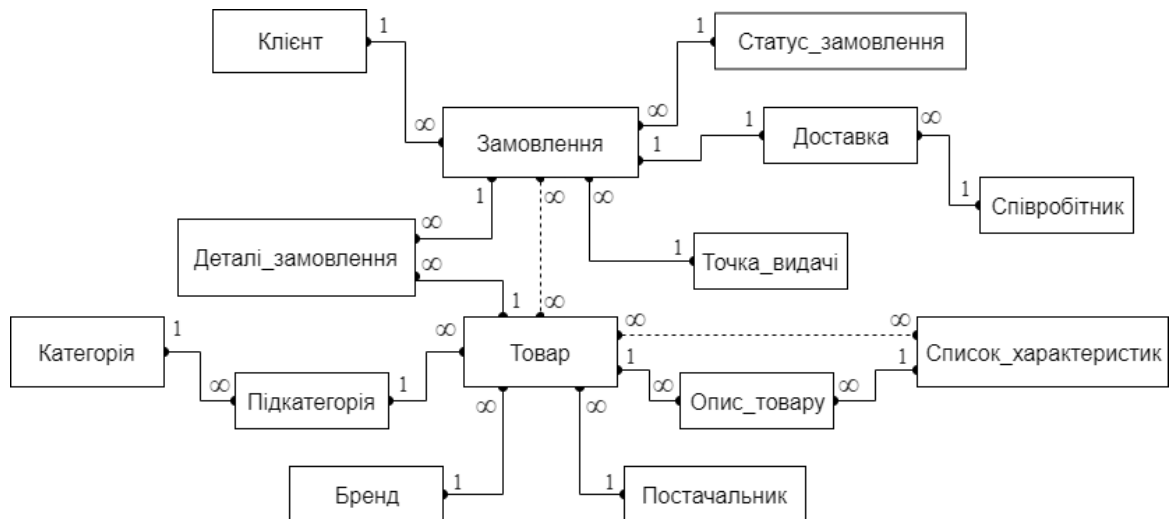 1
Клієнт
1
Статус_замовлення
∞
∞
Замовлення
1
1
Доставка
∞
1
∞
∞
1
Співробітник
∞
Деталі_замовлення
∞
1
Точка_видачі
1
∞
1
Категорія
∞
Товар
∞
∞
Список_характеристик
1
1
∞
Підкатегорія
1
∞
Опис_товару
∞
∞
∞
Бренд
1
1
Постачальник